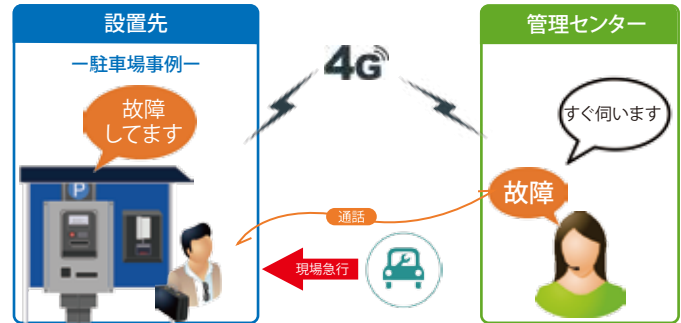 設置先
ー駐車場事例ー
故障
してます
P
4G
管理センター
すぐ伺います
故障
通話
現場急行